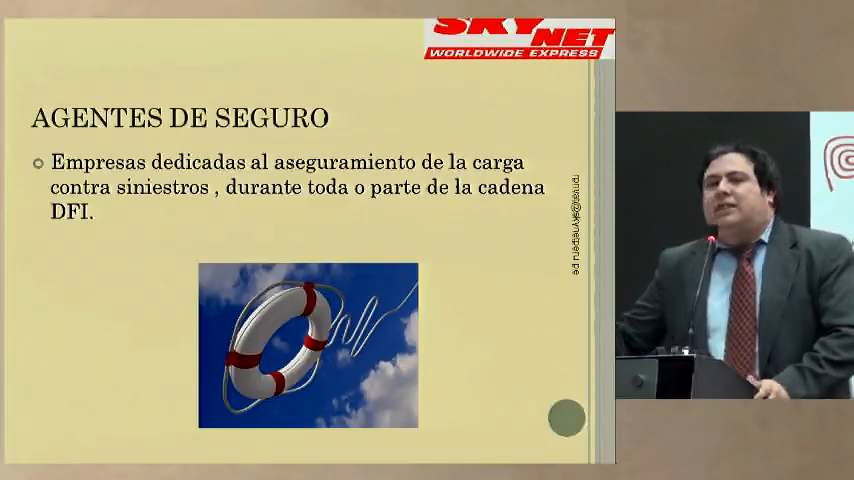 SKY
NET
WORLDWIDE EXPRESS
AGENTES DE SEGURO
Empresas dedicadas al aseguramiento de la carga
contra siniestros , durante toda o parte de la cadena
DFI.